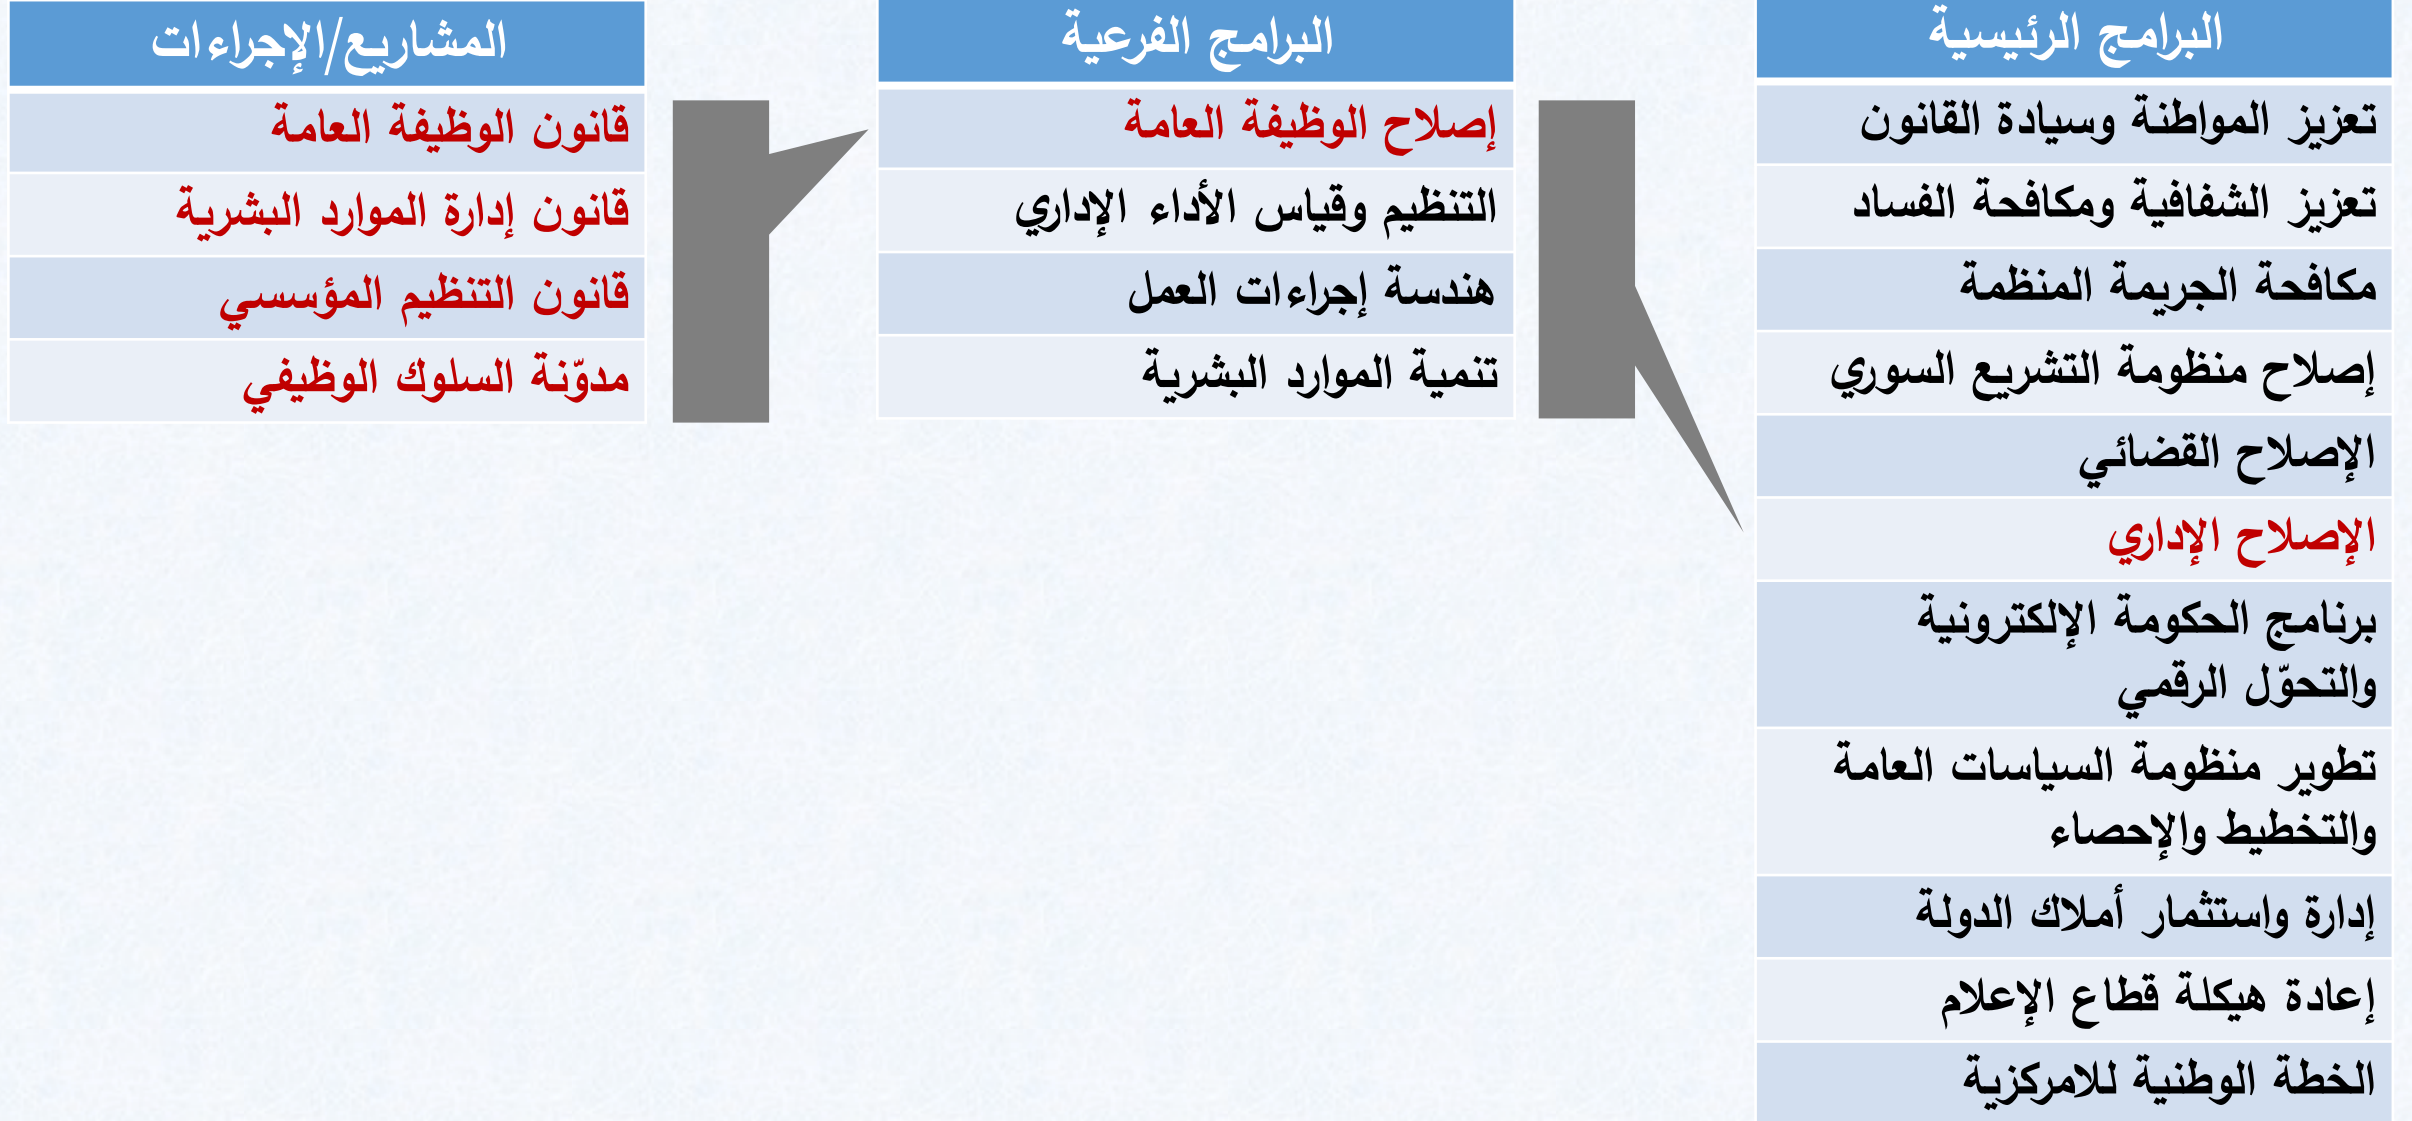 البرامج الرئيسية
تعزيز المواطنة وسيادة القانون
تعزيز الشفافية ومكافحة الفساد
مكافحة الجريمة المنظمة
إصلاح منظومة التشريع السوري
الإصلاح القضائي
الإصلاح الإداري
برنامج الحكومة الإلكترونية
والتحوّل الرقمي
تطوير منظومة السياسات العامة
والتخطيط والإحصاء
إدارة واستثمار أملاك الدولة
إعادة هيكلة قطاع الإعلام
الخطة الوطنية للامركزية
البرامج الفرعية
إصلاح الوظيفة العامة
التنظيم وقياس الأداء الإداري
هندسة إجراءات العمل
تنمية الموارد البشرية
المشاريع/الإجراءات
قانون الوظيفة العامة
قانون إدارة الموارد البشرية
قانون التنظيم المؤسسي
مدوّنة السلوك الوظيفي